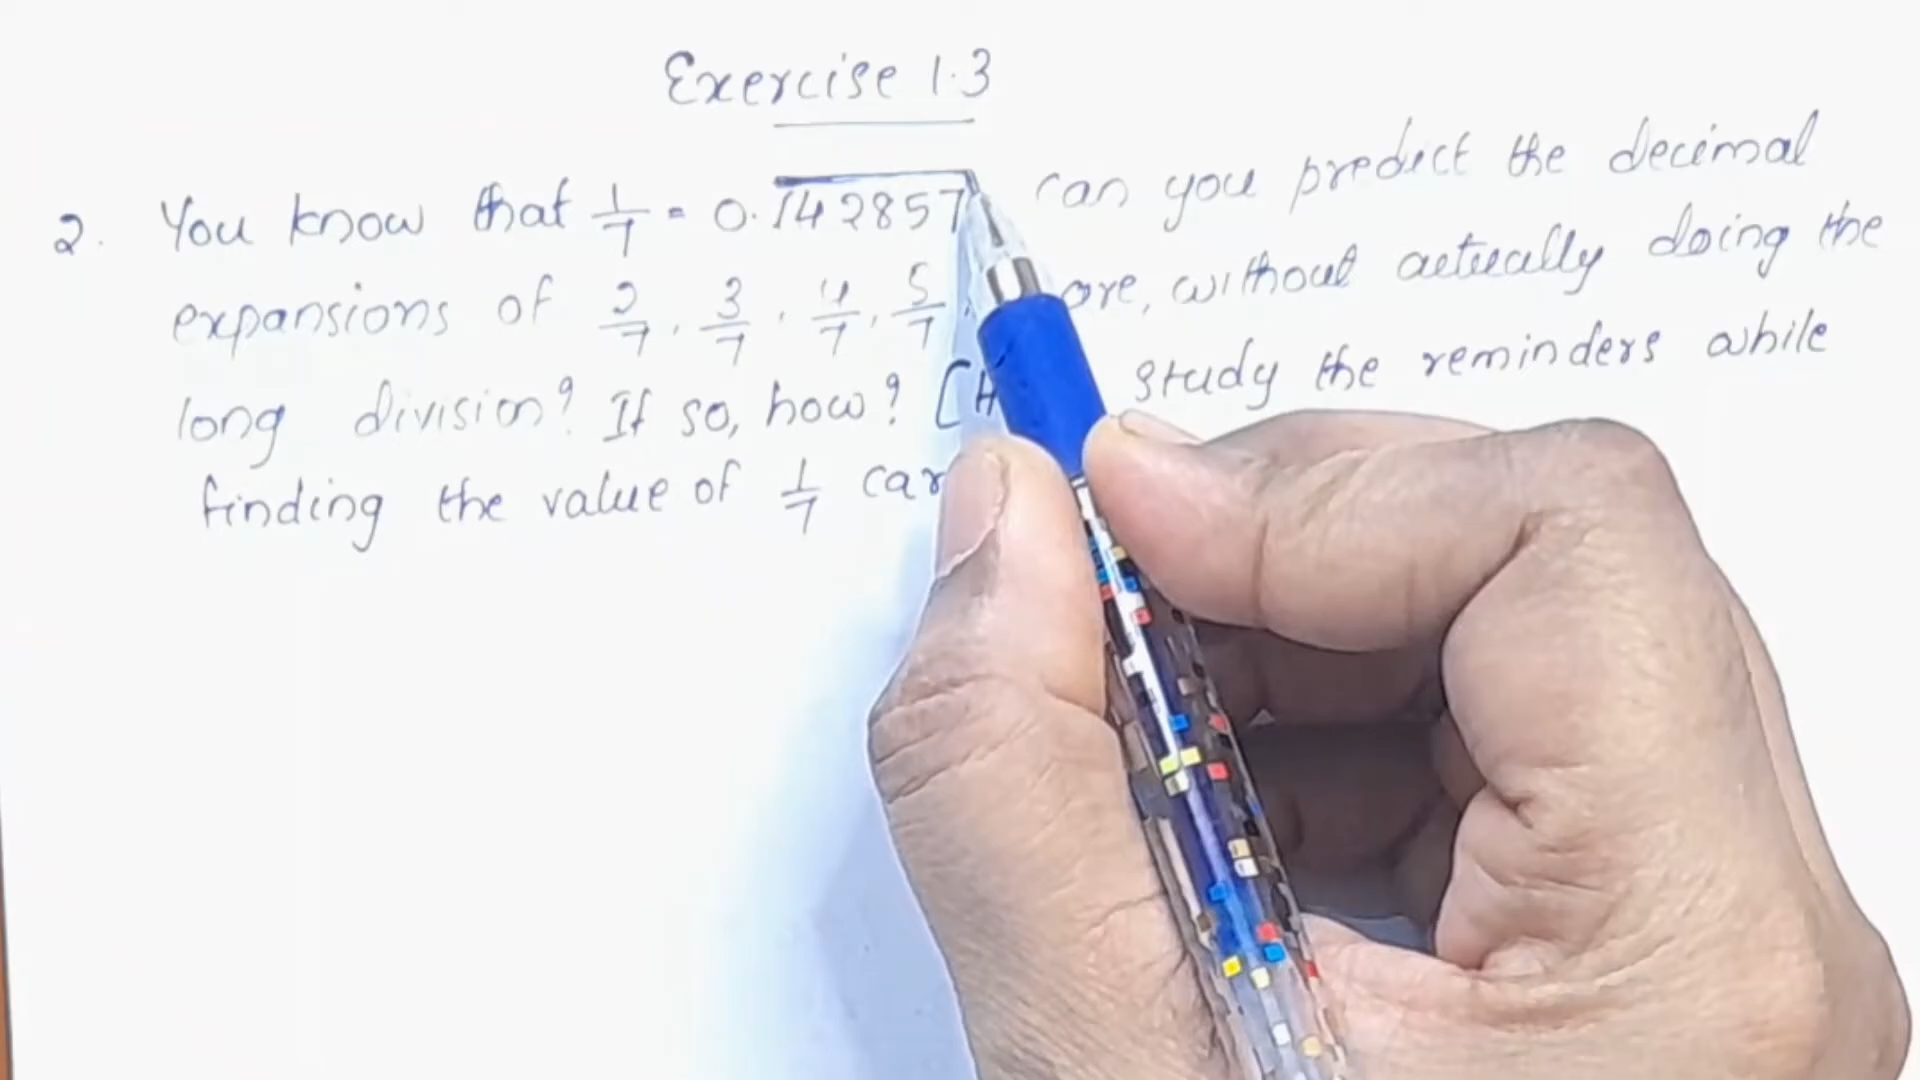 Exercise 1.3
2. You know that 1/7 = 0.142857 can you predict the decimal
expansions of 2/7, 3/7, 4/7, 5/7, without actually doing the
long division? If so, how? [ study the reminders while
finding the value of 1/7